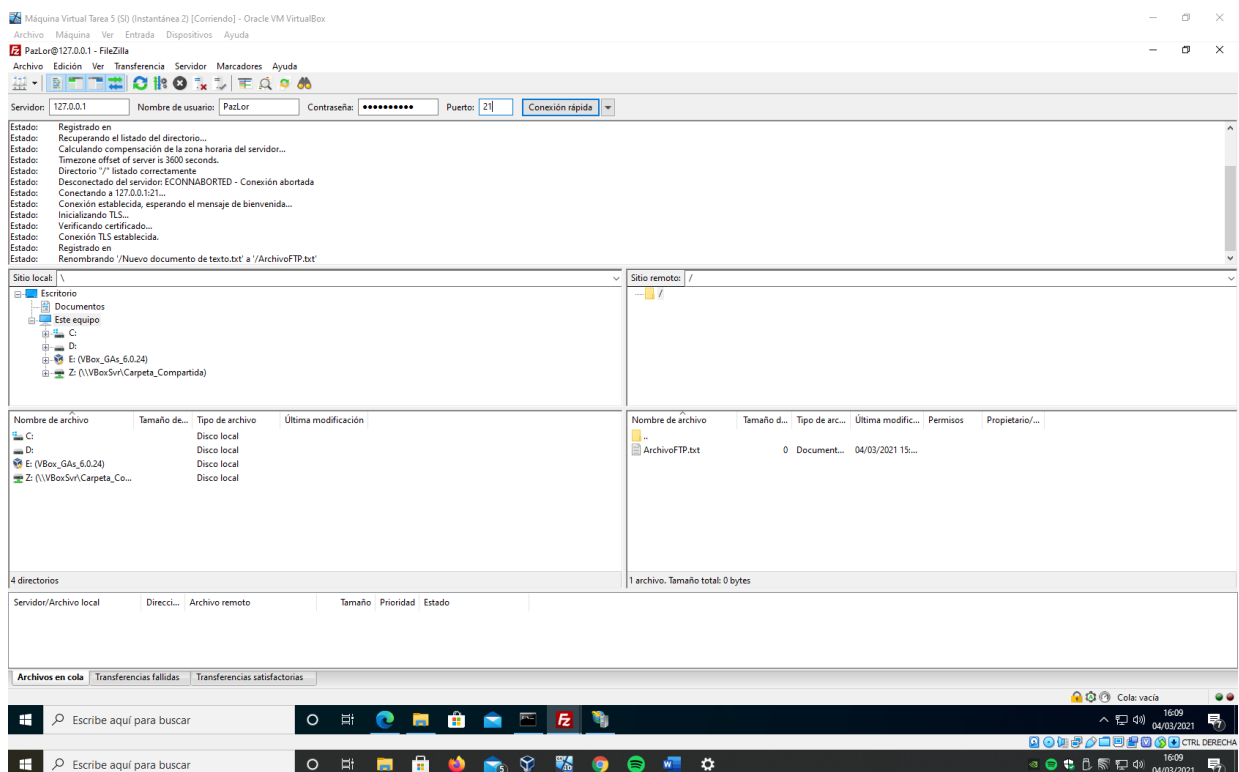 Máquina Virtual Tarea 5 (SI) (Instantánea 2) [Corriendo] - Oracle VM VirtualBox
Archivo Máquina Ver Entrada Dispositivos Ayuda
PazLor@127.0.0.1 - FileZilla
Archivo Edición Ver Transferencia Servidor Marcadores Ayuda
Servidor: 127.0.0.1 Nombre de usuario: PazLor Contraseña: ●●●●●●●●●● Puerto: 21 Conexión rápida
Estado: Registrado en
Estado: Recuperando el listado del directorio...
Estado: Calculando compensación de la zona horaria del servidor...
Estado: Timezone offset of server is 3600 seconds.
Estado: Directorio "/" listado correctamente
Estado: Desconectado del servidor: ECONNABORTED - Conexión abortada
Estado: Conectando a 127.0.0.1:21...
Estado: Conexión establecida, esperando el mensaje de bienvenida...
Estado: Inicializando TLS...
Estado: Verificando certificado...
Estado: Conexión TLS establecida.
Estado: Registrado en
Estado: Renombrando '/Nuevo documento de texto.txt' a '/ArchivoFTP.txt'
Sitio local: \
Escritorio
Documentos
Este equipo
C:
D:
E: (VBox_GAs_6.0.24)
Z: (\\VBoxSvr\Carpeta_Compartida)
Sitio remoto: /
/
Nombre de archivo Tamaño de... Tipo de archivo Última modificación
C: Disco local
D: Disco local
E: (VBox_GAs_6.0.24) Disco local
Z: (\\VBoxSvr\Carpeta_Co... Disco local
4 directorios
Nombre de archivo Tamaño d... Tipo de arc... Última modific... Permisos Propietario/...
..
ArchivoFTP.txt 0 Document... 04/03/2021 15:...
1 archivo. Tamaño total: 0 bytes
Servidor/Archivo local Direcci... Archivo remoto Tamaño Prioridad Estado
Archivos en cola Transferencias fallidas Transferencias satisfactorias
Cola: vacía
Escribe aquí para buscar
16:09
04/03/2021
CTRL DERECHA
Escribe aquí para buscar
16:09
04/03/2021